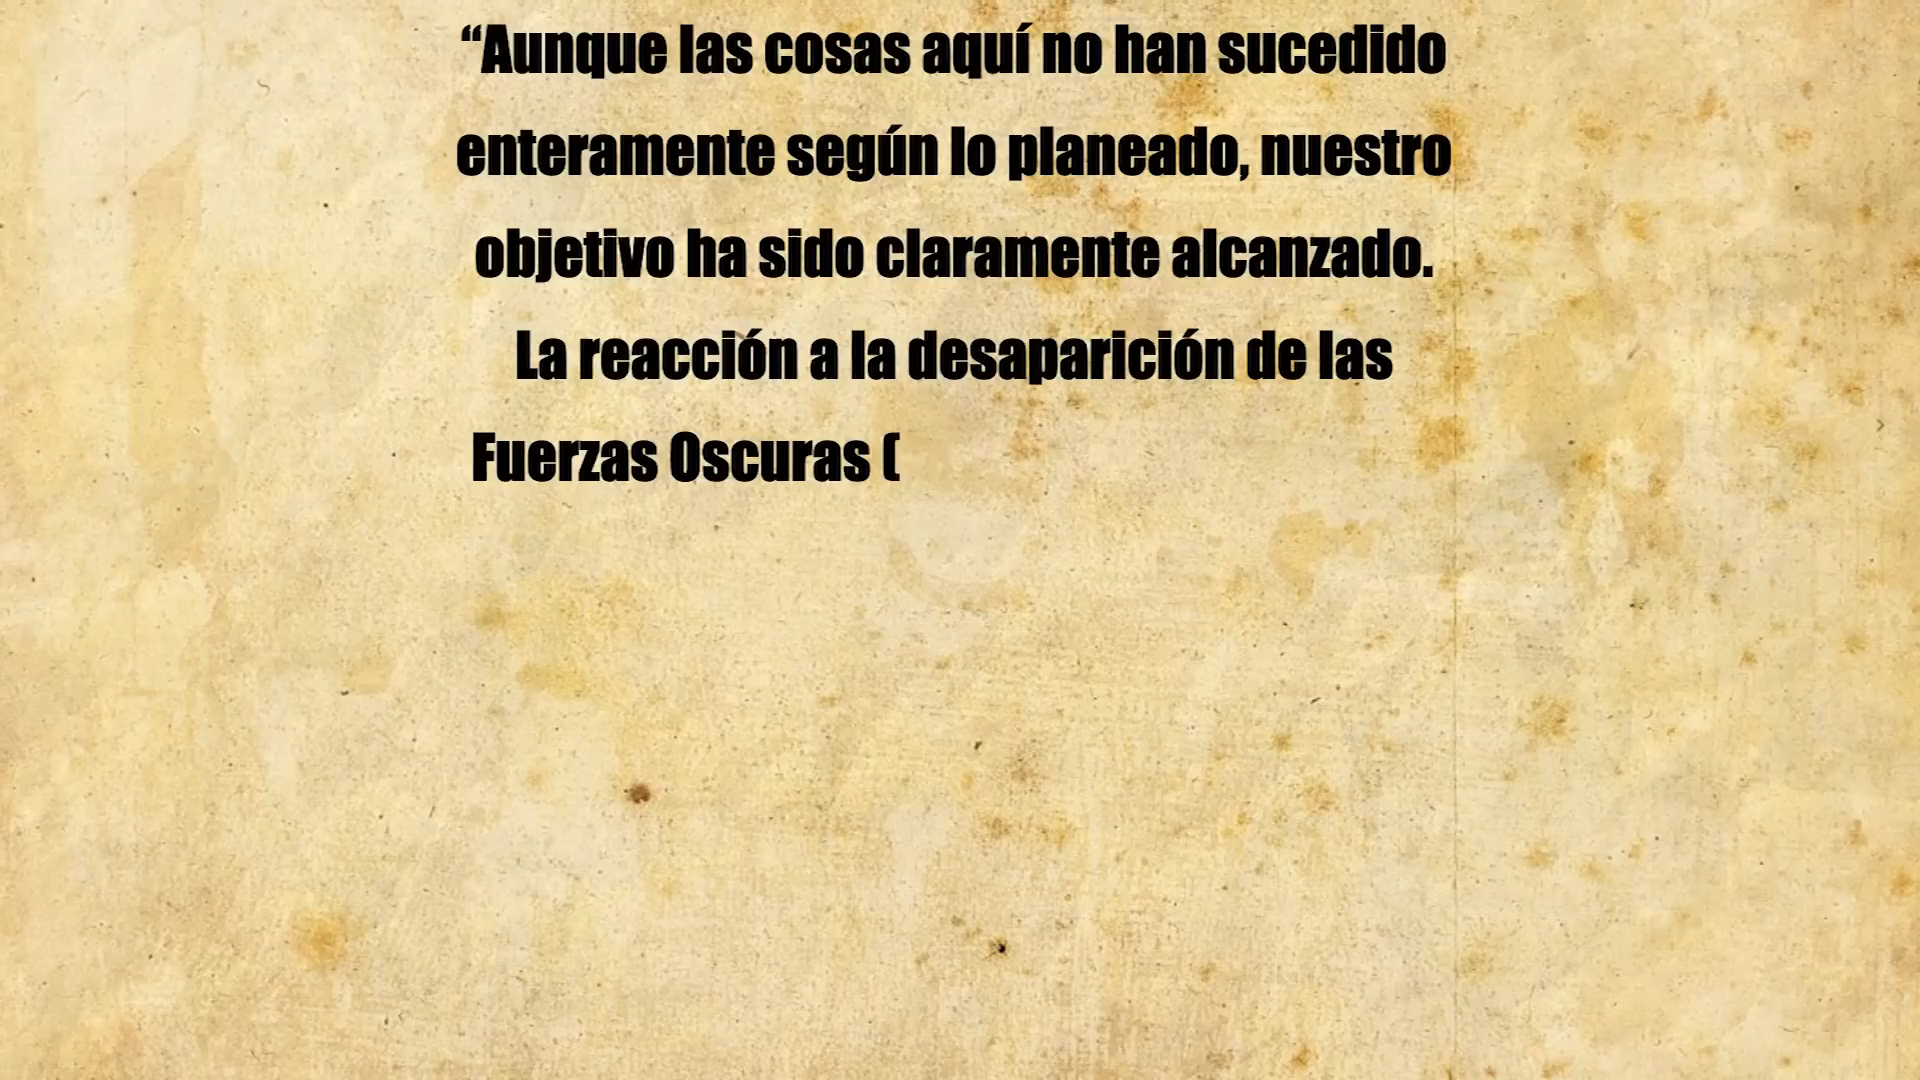 “Aunque las cosas aquí no han sucedido
enteramente según lo planeado, nuestro
objetivo ha sido claramente alcanzado.
La reacción a la desaparición de las
Fuerzas Oscuras (